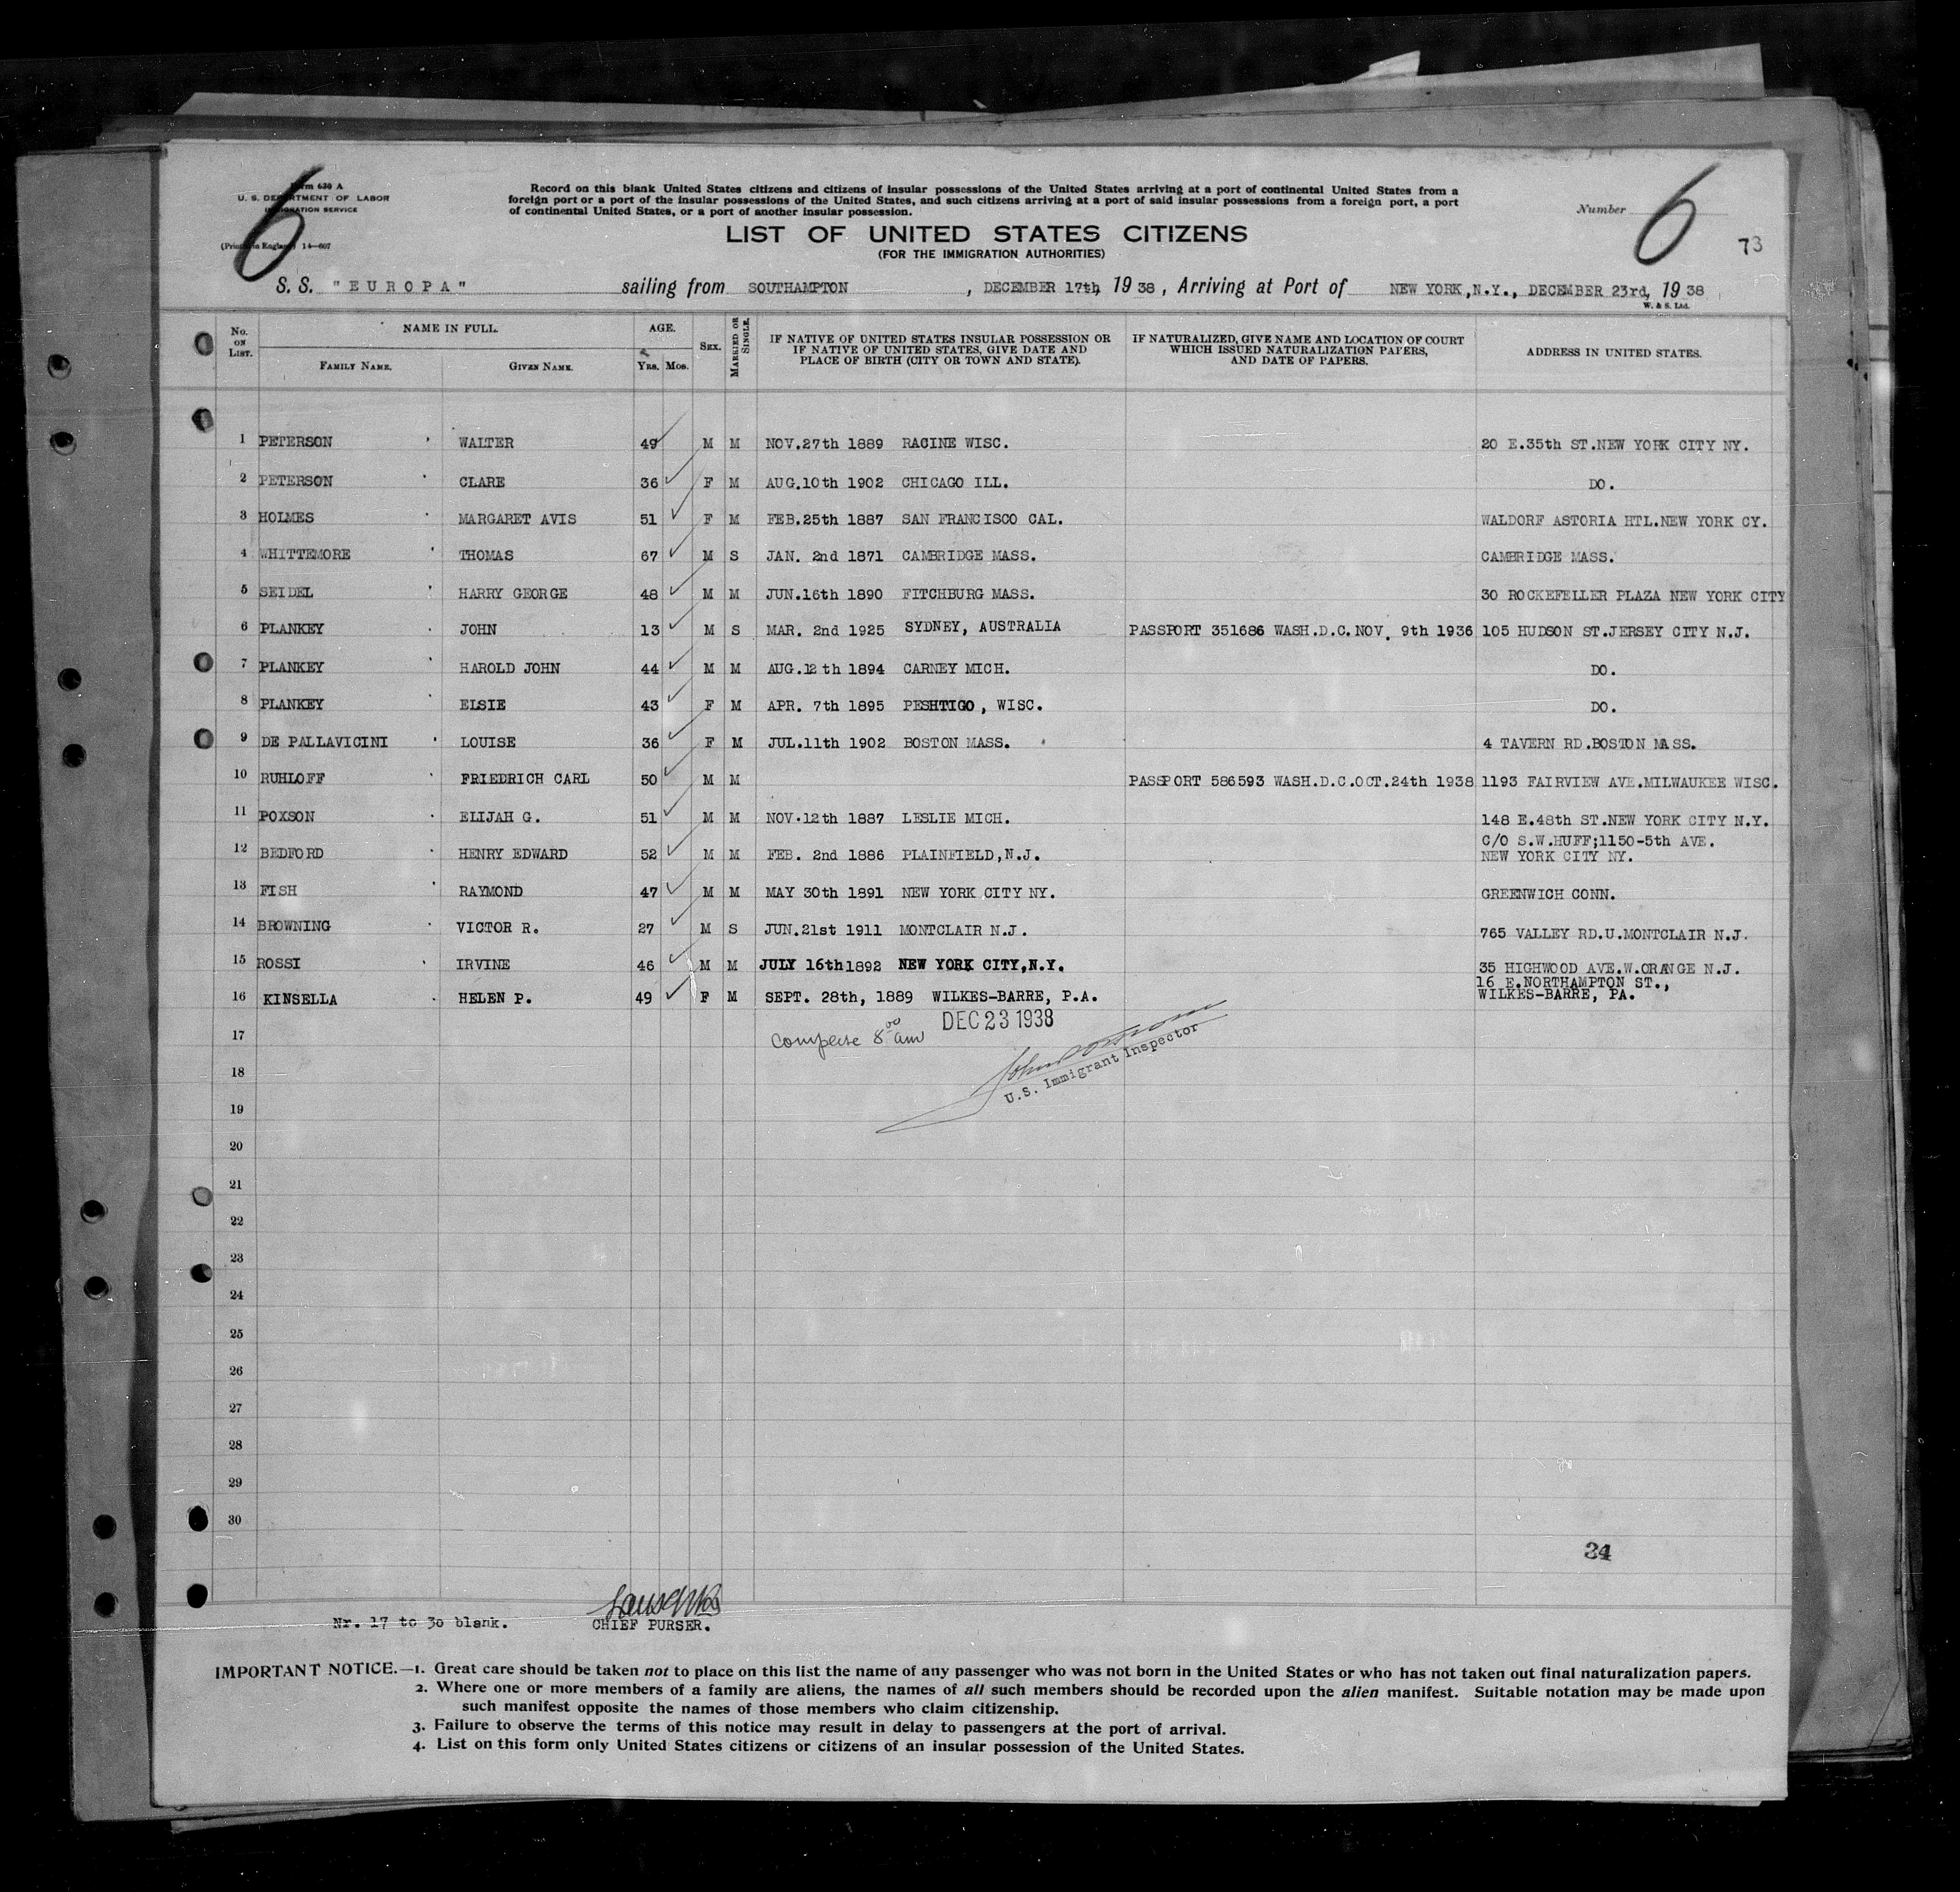 6
Form 630 A
U. S. DEPARTMENT OF LABOR
IMMIGRATION SERVICE
(Printed in England) 14—607
Record on this blank United States citizens and citizens of insular possessions of the United States arriving at a port of continental United States from a
foreign port or a port of the insular possessions of the United States, and such citizens arriving at a port of said insular possessions from a foreign port, a port
of continental United States, or a port of another insular possession.
Number 6
73
LIST OF UNITED STATES CITIZENS
(FOR THE IMMIGRATION AUTHORITIES)
S. S. "EUROPA" sailing from SOUTHAMPTON, DECEMBER 17th, 1938, Arriving at Port of NEW YORK,N.Y., DECEMBER 23rd, 1938
W. & S. Ltd.
No. ON LIST. NAME IN FULL. AGE. SEX. MARRIED OR SINGLE. IF NATIVE OF UNITED STATES INSULAR POSSESSION OR IF NATIVE OF UNITED STATES, GIVE DATE AND PLACE OF BIRTH (CITY OR TOWN AND STATE). IF NATURALIZED, GIVE NAME AND LOCATION OF COURT WHICH ISSUED NATURALIZATION PAPERS, AND DATE OF PAPERS. ADDRESS IN UNITED STATES.
FAMILY NAME. GIVEN NAME. YRS. MOS.
1 PETERSON WALTER 49 M M NOV.27th 1889 RACINE WISC. 20 E.35th ST.NEW YORK CITY NY.
2 PETERSON CLARE 36 F M AUG.10th 1902 CHICAGO ILL. DO.
3 HOLMES MARGARET AVIS 51 F M FEB.25th 1887 SAN FRANCISCO CAL. WALDORF ASTORIA HTL.NEW YORK CY.
4 WHITTEMORE THOMAS 67 M S JAN. 2nd 1871 CAMBRIDGE MASS. CAMBRIDGE MASS.
5 SEIDEL HARRY GEORGE 48 M M JUN.16th 1890 FITCHBURG MASS. 30 ROCKEFELLER PLAZA NEW YORK CITY
6 PLANKEY JOHN 13 M S MAR. 2nd 1925 SYDNEY, AUSTRALIA PASSPORT 351686 WASH.D.C.NOV. 9th 1936 105 HUDSON ST.JERSEY CITY N.J.
7 PLANKEY HAROLD JOHN 44 M M AUG.12th 1894 CARNEY MICH. DO.
8 PLANKEY ELSIE 43 F M APR. 7th 1895 PESHTIGO, WISC. DO.
9 DE PALLAVICINI LOUISE 36 F M JUL.11th 1902 BOSTON MASS. 4 TAVERN RD.BOSTON MASS.
10 RUHLOFF FRIEDRICH CARL 50 M M PASSPORT 586593 WASH.D.C.OCT.24th 1938 1193 FAIRVIEW AVE.MILWAUKEE WISC.
11 POXSON ELIJAH G. 51 M M NOV.12th 1887 LESLIE MICH. 148 E.48th ST.NEW YORK CITY N.Y.
12 BEDFORD HENRY EDWARD 52 M M FEB. 2nd 1886 PLAINFIELD,N.J. C/O S.W.HUFF;1150-5th AVE.
NEW YORK CITY NY.
13 FISH RAYMOND 47 M M MAY 30th 1891 NEW YORK CITY NY. GREENWICH CONN.
14 BROWNING VICTOR R. 27 M S JUN.21st 1911 MONTCLAIR N.J. 765 VALLEY RD.U.MONTCLAIR N.J.
15 ROSSI IRVINE 46 M M JULY 16th 1892 NEW YORK CITY,N.Y. 35 HIGHWOOD AVE.W.ORANGE N.J.
16 KINSELLA HELEN P. 49 F M SEPT. 28th, 1889 WILKES-BARRE, P.A. 16 E.NORTHAMPTON ST.,
WILKES-BARRE, PA.
DEC 23 1938
17 8 00 am
U.S. Immigrant Inspector
18
19
20
21
22
23
24
25
26
27
28
29
30
34
Nr. 17 to 30 blank.
CHIEF PURSER.
IMPORTANT NOTICE.—1. Great care should be taken not to place on this list the name of any passenger who was not born in the United States or who has not taken out final naturalization papers.
2. Where one or more members of a family are aliens, the names of all such members should be recorded upon the alien manifest. Suitable notation may be made upon
such manifest opposite the names of those members who claim citizenship.
3. Failure to observe the terms of this notice may result in delay to passengers at the port of arrival.
4. List on this form only United States citizens or citizens of an insular possession of the United States.